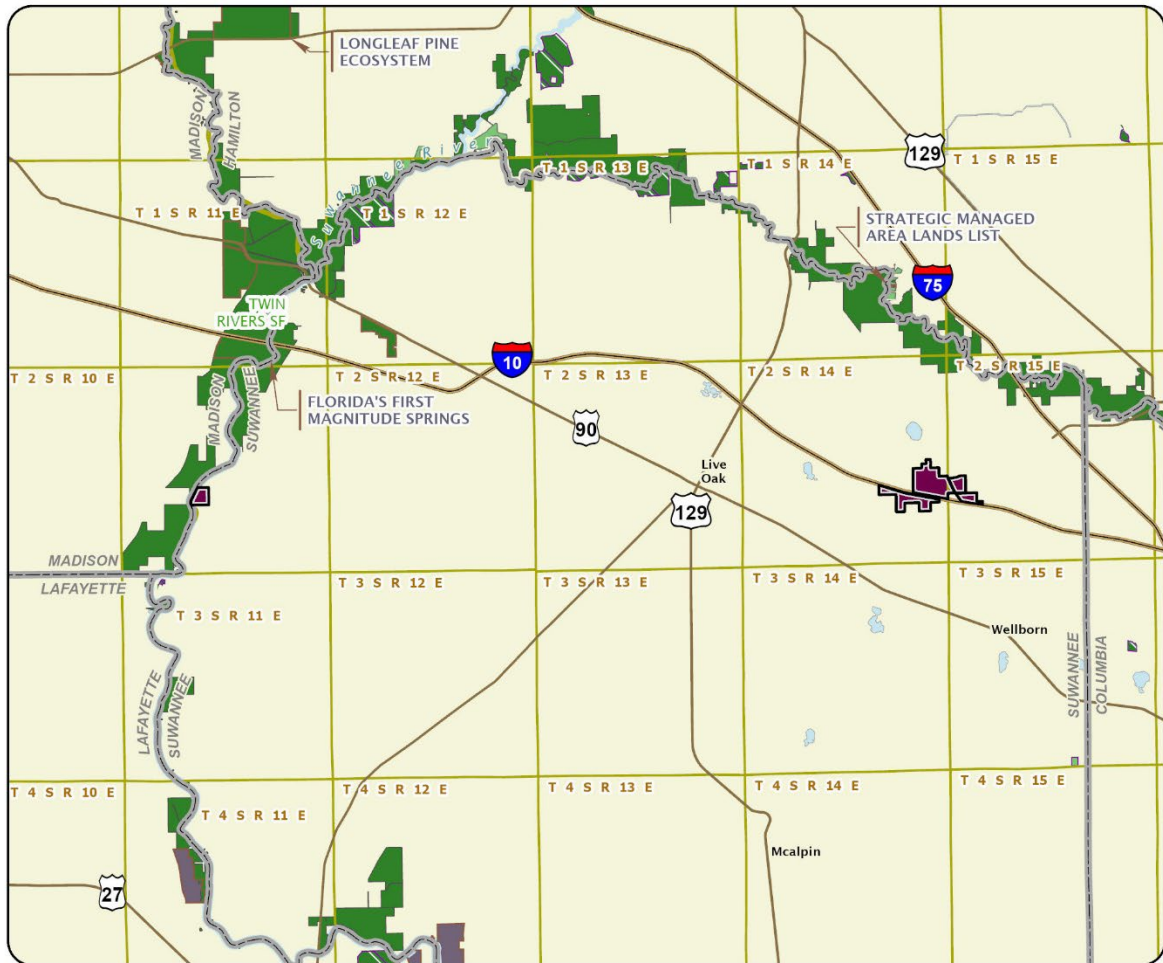 LONGLEAF PINE
ECOSYSTEM
MADISON
HAMILTON
129
T 1 S R 13 E
T 1 S R 14 E
T 1 S R 15 E
Suwannee River
T 1 S R 11 E
T 1 S R 12 E
STRATEGIC MANAGED
AREA LANDS LIST
75
TWIN
RIVERS SF
10
T 2 S R 10 E
T 2 S R 12 E
T 2 S R 13 E
T 2 S R 14 E
T 2 S R 15 E
MADISON
SUWANNEE
FLORIDA'S FIRST
MAGNITUDE SPRINGS
90
Live
Oak
129
MADISON
LAFAYETTE
T 3 S R 12 E
T 3 S R 13 E
T 3 S R 14 E
T 3 S R 15 E
T 3 S R 11 E
Wellborn
LAFAYETTE
SUWANNEE
SUWANNEE
COLUMBIA
T 4 S R 10 E
T 4 S R 12 E
T 4 S R 13 E
T 4 S R 14 E
T 4 S R 15 E
T 4 S R 11 E
Mcalpin
27